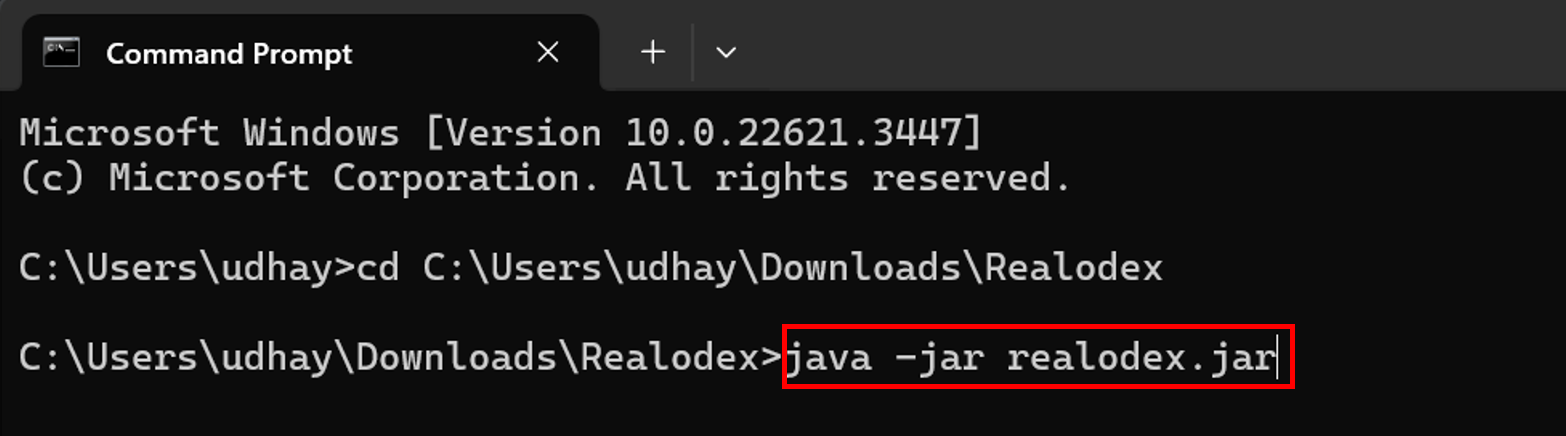 Command Prompt
Microsoft Windows [Version 10.0.22621.3447]
(c) Microsoft Corporation. All rights reserved.
C:\Users\udhay>cd C:\Users\udhay\Downloads\Realodex
C:\Users\udhay\Downloads\Realodex>java -jar realodex.jar